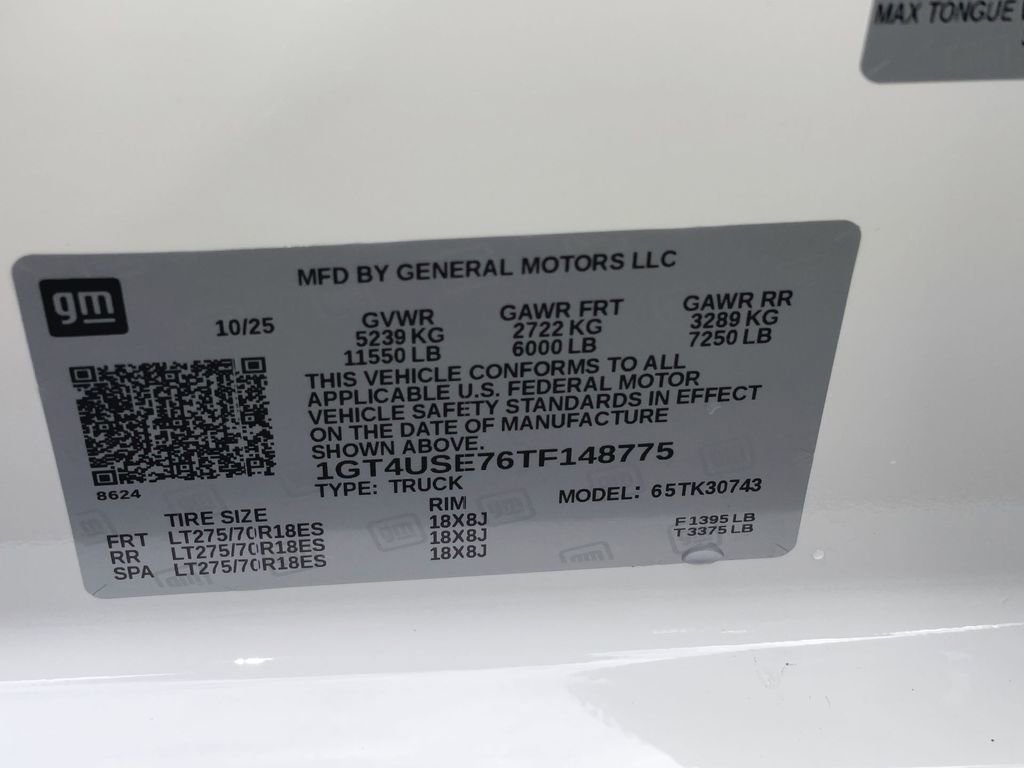 MAX TONGUE
gm
MFD BY GENERAL MOTORS LLC
10/25
GVWR
5239 KG
11550 LB
GAWR FRT
2722 KG
6000 LB
GAWR RR
3289 KG
7250 LB
THIS VEHICLE CONFORMS TO ALL
APPLICABLE U.S. FEDERAL MOTOR
VEHICLE SAFETY STANDARDS IN EFFECT
ON THE DATE OF MANUFACTURE
SHOWN ABOVE.
1GT4USE76TF148775
8624
TYPE: TRUCK
MODEL: 65TK30743
TIRE SIZE RIM
FRT LT275/70R18ES 18X8J
RR LT275/70R18ES 18X8J
SPA LT275/70R18ES 18X8J
F 1395 LB
T 3375 LB